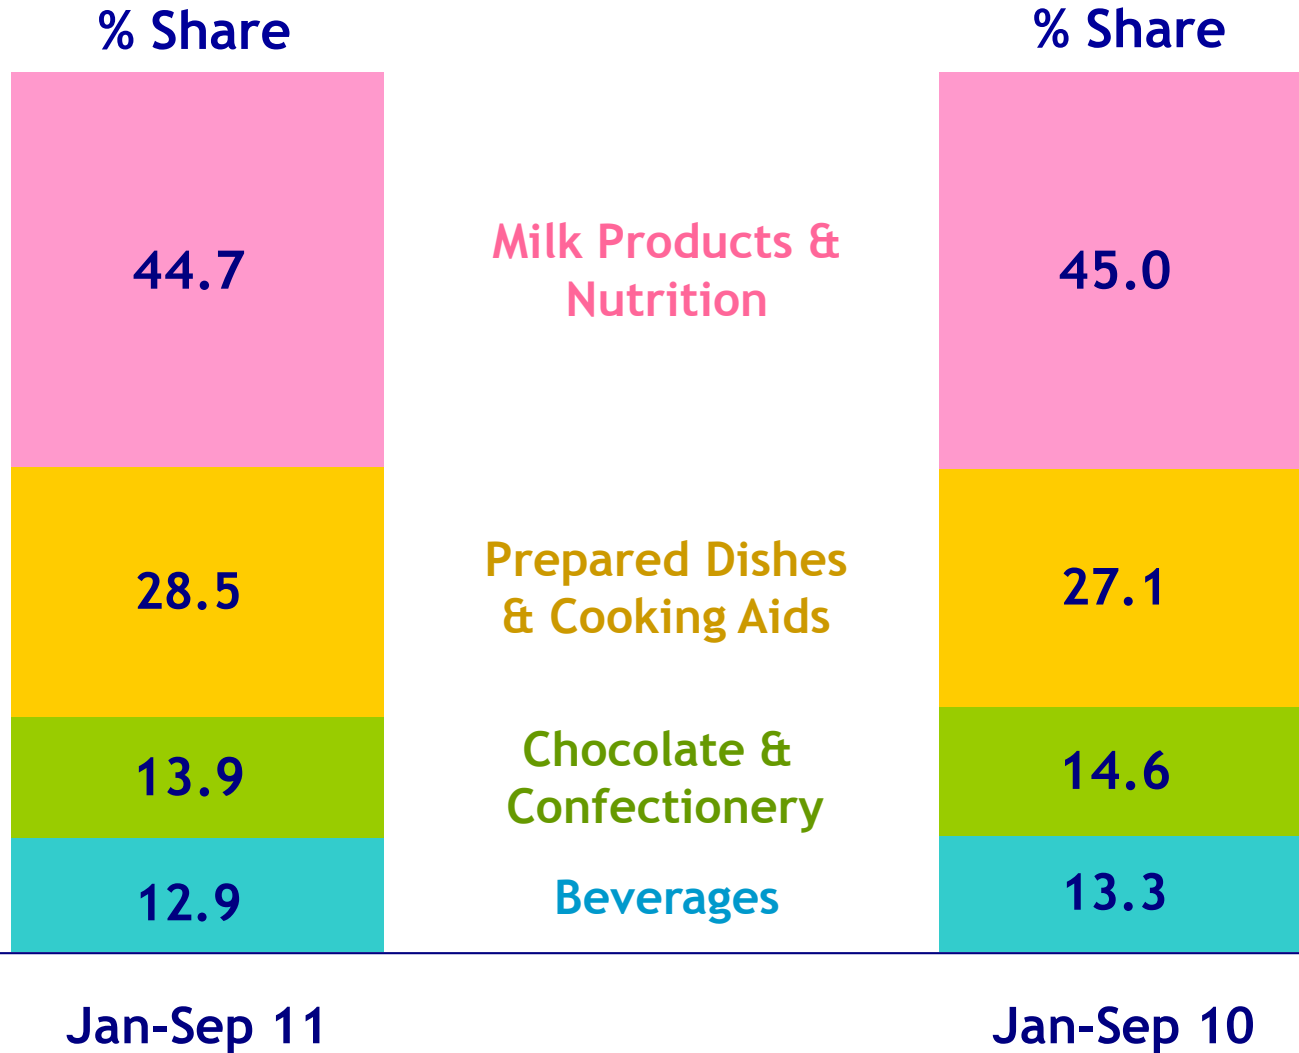 % Share
% Share
44.7
Milk Products &
Nutrition
45.0
28.5
Prepared Dishes
& Cooking Aids
27.1
13.9
Chocolate &
Confectionery
14.6
12.9
Beverages
13.3
Jan-Sep 11
Jan-Sep 10